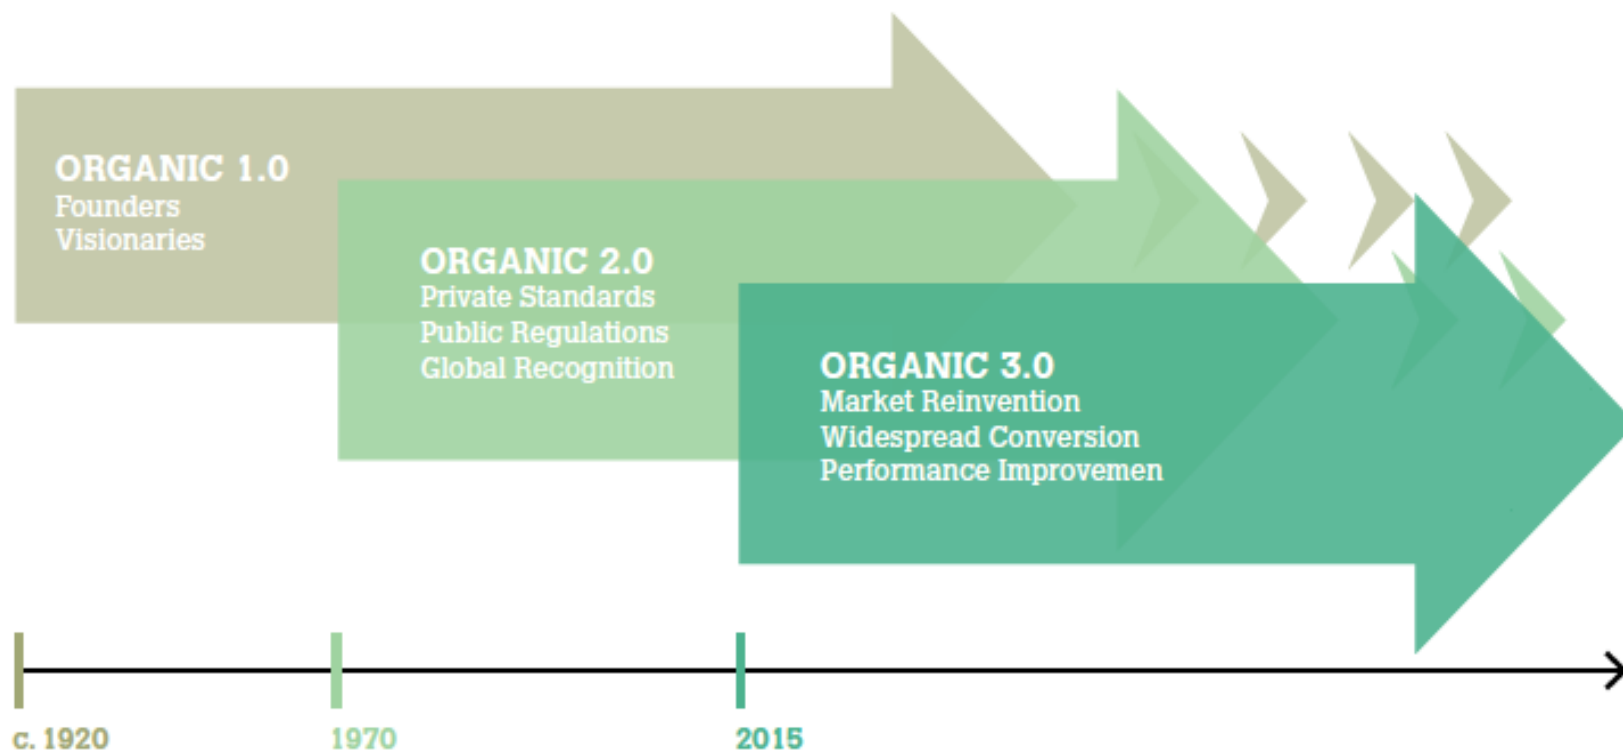 ORGANIC 1.0
Founders
Visionaries
ORGANIC 2.0
Private Standards
Public Regulations
Global Recognition
ORGANIC 3.0
Market Reinvention
Widespread Conversion
Performance Improvemen
c. 1920
1970
2015